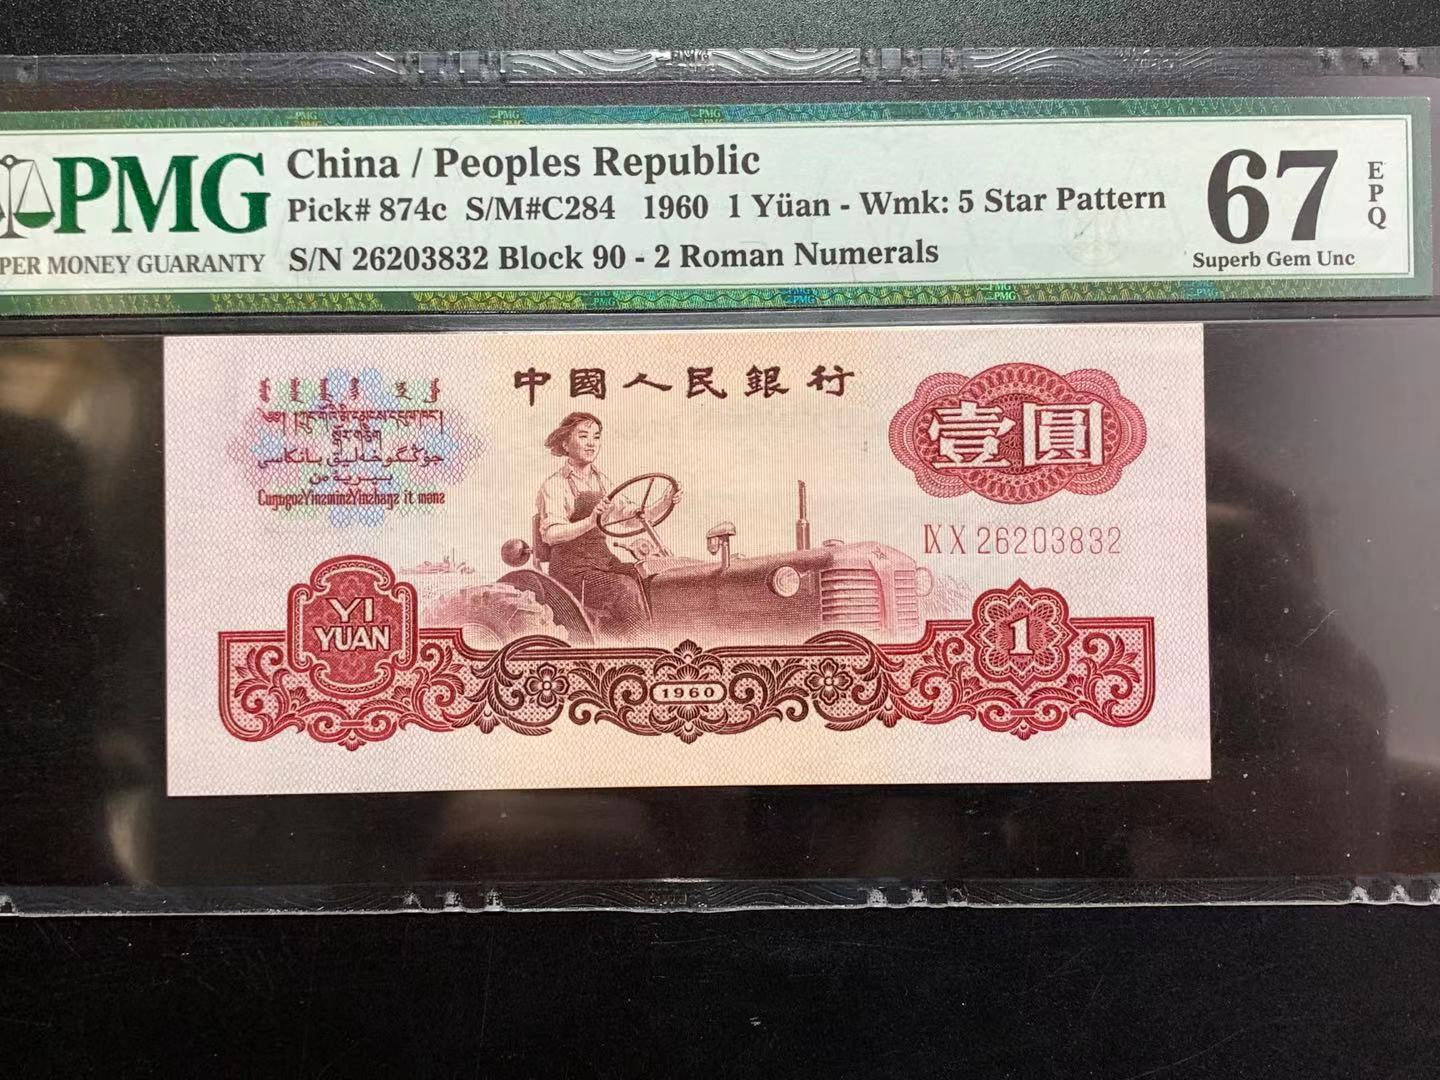 PMG
PER MONEY GUARANTY
China / Peoples Republic
Pick# 874c S/M#C284 1960 1 Yüan - Wmk: 5 Star Pattern
S/N 26203832 Block 90 - 2 Roman Numerals
67
EPQ
Superb Gem Unc
中國人民銀行
壹圓
IX X 26203832
YI
YUAN
1960
1